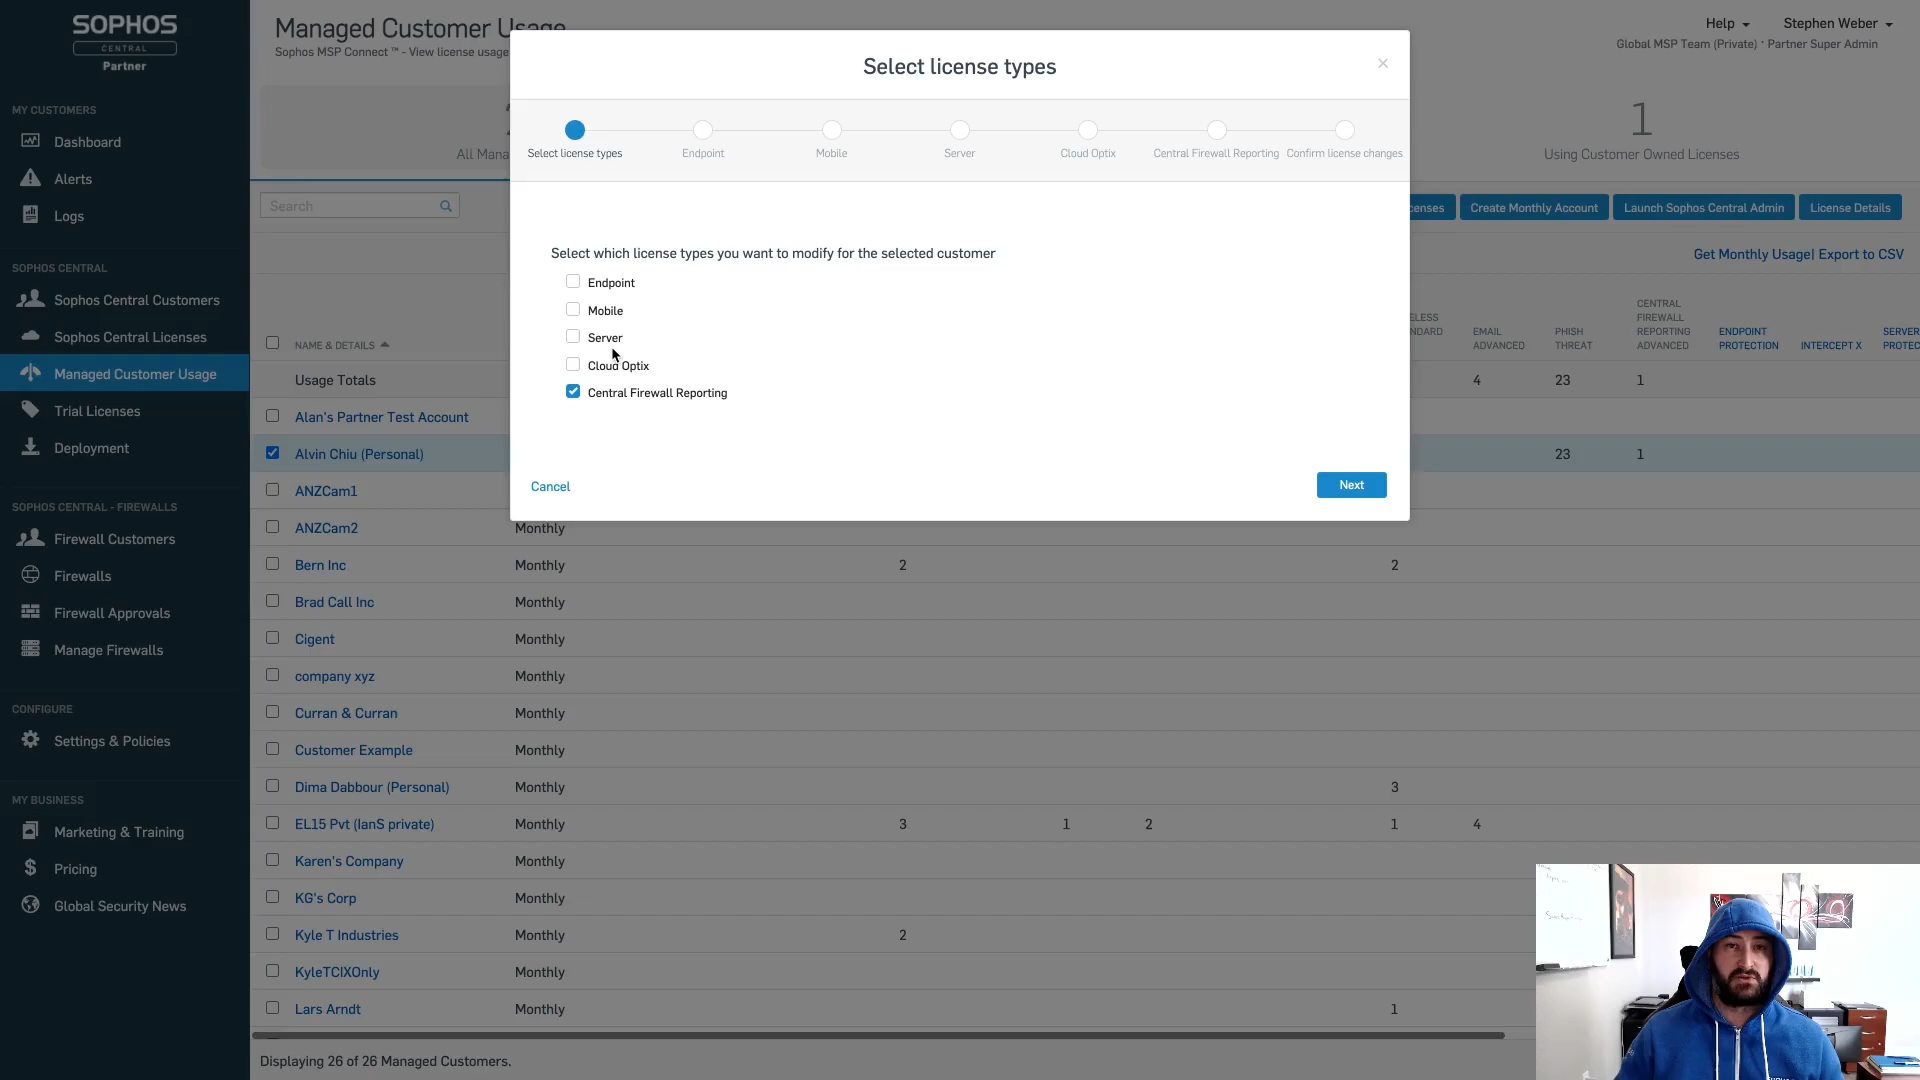 SOPHOS
CENTRAL
Partner
MY CUSTOMERS
Dashboard
Alerts
Logs
SOPHOS CENTRAL
Sophos Central Customers
Sophos Central Licenses
Managed Customer Usage
Trial Licenses
Deployment
SOPHOS CENTRAL - FIREWALLS
Firewall Customers
Firewalls
Firewall Approvals
Manage Firewalls
CONFIGURE
Settings & Policies
MY BUSINESS
Marketing & Training
Pricing
Global Security News
Managed Customer Usage
Sophos MSP Connect ™ - View license usage
Help
Stephen Weber
Global MSP Team (Private) · Partner Super Admin
All Mana
1
Using Customer Owned Licenses
Search
censes
Create Monthly Account
Launch Sophos Central Admin
License Details
Get Monthly Usage| Export to CSV
Select license types
×
Select license types
Endpoint
Mobile
Server
Cloud Optix
Central Firewall Reporting
Confirm license changes
Select which license types you want to modify for the selected customer
Endpoint
Mobile
Server
Cloud Optix
Central Firewall Reporting
Cancel
Next
NAME & DETAILS
ELESS NDARD
EMAIL ADVANCED
PHISH THREAT
CENTRAL FIREWALL REPORTING ADVANCED
ENDPOINT PROTECTION
INTERCEPT X
SERVER PROTEC
Usage Totals 4 23 1
Alan's Partner Test Account
Alvin Chiu (Personal) 23 1
ANZCam1
ANZCam2 Monthly
Bern Inc Monthly 2 2
Brad Call Inc Monthly
Cigent Monthly
company xyz Monthly
Curran & Curran Monthly
Customer Example Monthly
Dima Dabbour (Personal) Monthly 3
EL15 Pvt (IanS private) Monthly 3 1 2 1 4
Karen's Company Monthly
KG's Corp Monthly
Kyle T Industries Monthly 2
KyleTCIXOnly Monthly
Lars Arndt Monthly 1
Displaying 26 of 26 Managed Customers.